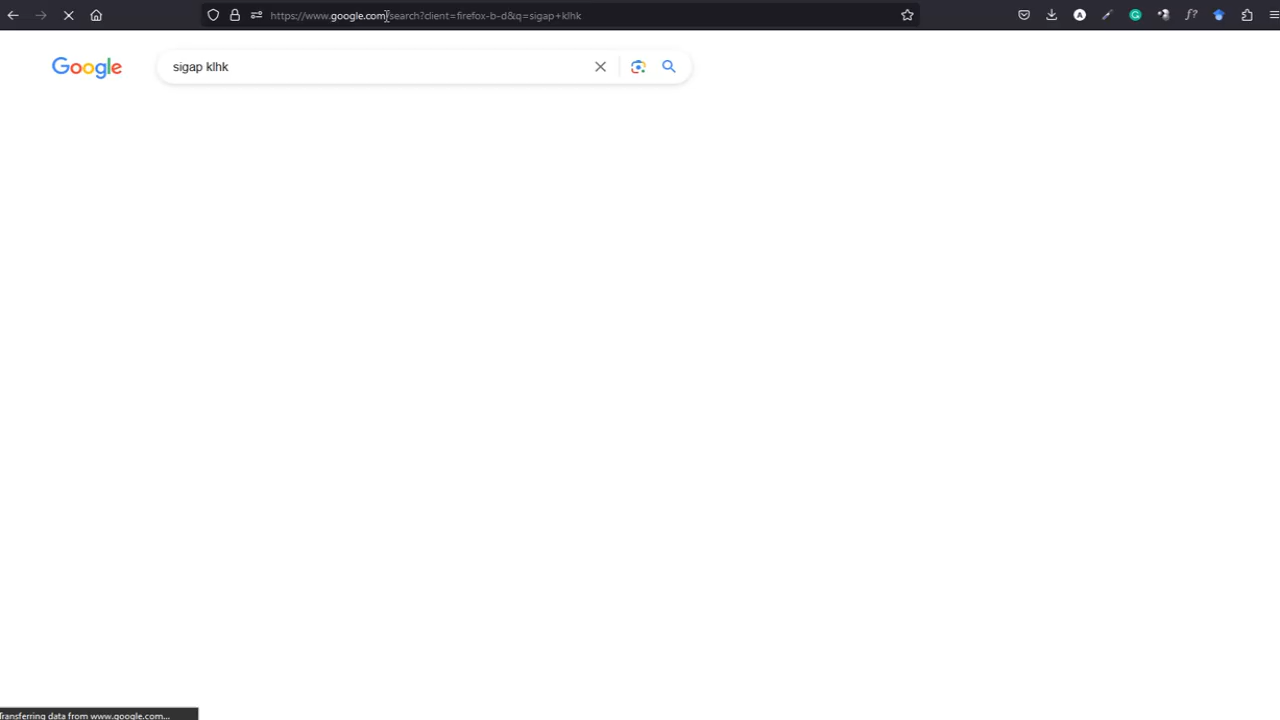 https://www.google.com/search?client=firefox-b-d&q=sigap+klhk
Google
sigap klhk
Transferring data from www.google.com...